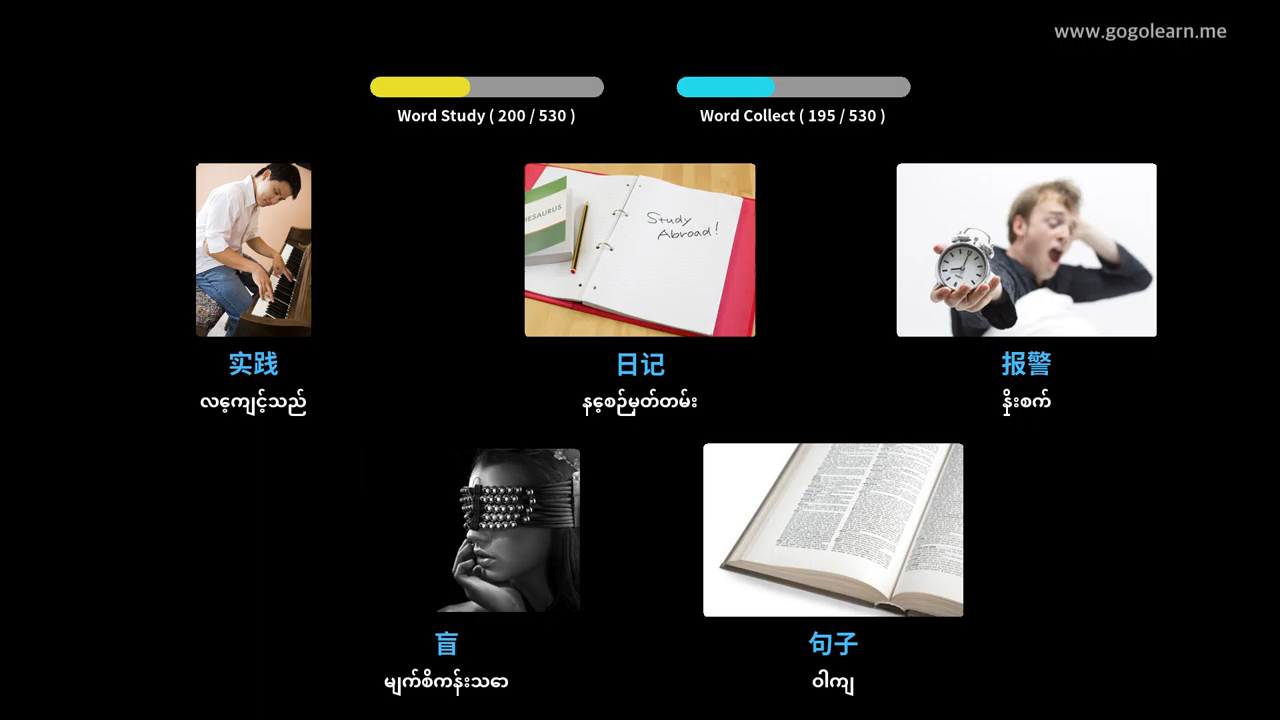 www.gogolearn.me
Word Study ( 200 / 530 )
Word Collect ( 195 / 530 )
THESAURUS
Study
Abroad!
实践
日记
报警
လေ့ကျင့်သည်
နေ့စဉ်မှတ်တမ်း
နှိုးစက်
盲
句子
မျက်စိကန်းသော
ဝါကျ